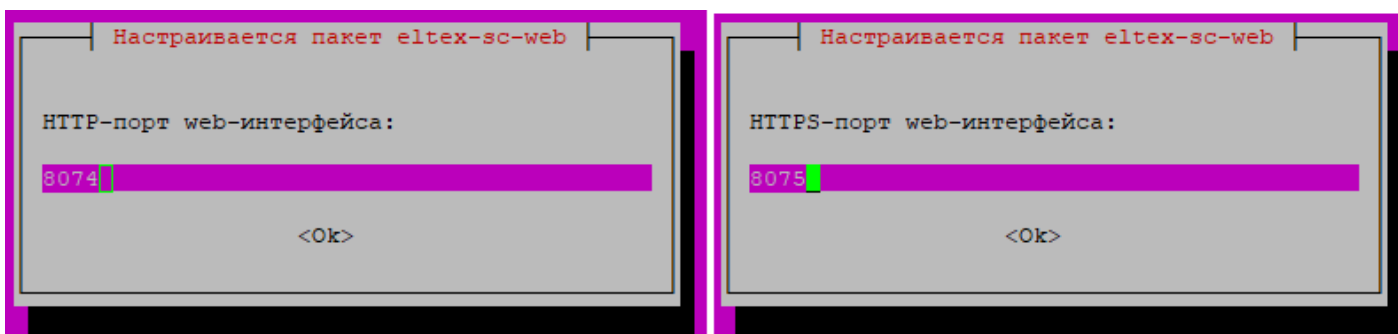 Настраивается пакет eltex-sc-web
HTTP-порт web-интерфейса:
8074
<Ok>
Настраивается пакет eltex-sc-web
HTTPS-порт web-интерфейса:
8075
<Ok>